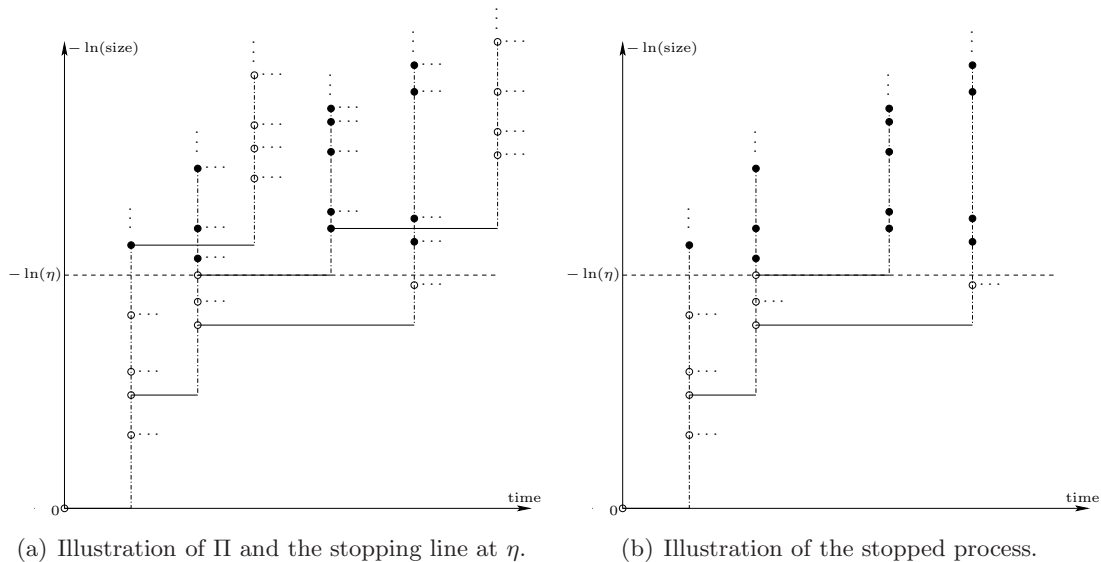 − ln(size)
− ln(η)
0
time
(a) Illustration of Π and the stopping line at η.
− ln(size)
− ln(η)
0
time
(b) Illustration of the stopped process.